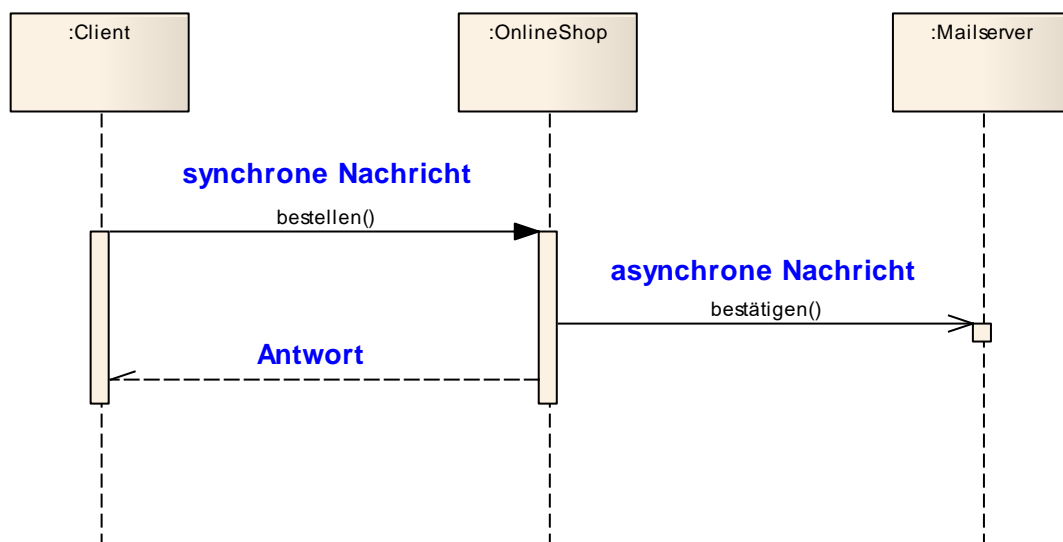 :Client
:OnlineShop
:Mailserver
synchrone Nachricht
bestellen()
asynchrone Nachricht
bestätigen()
Antwort